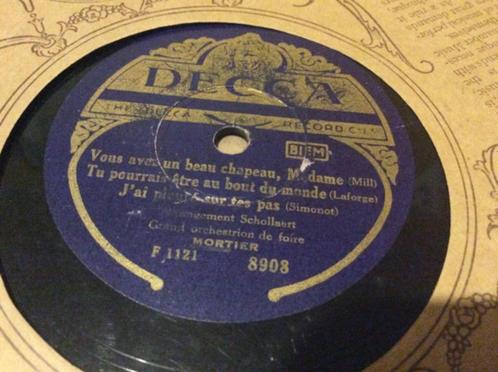 DECCA
THE DECCA RECORD Co. Ltd.
BIEM
Vous avez un beau chapeau, Madame (Mill)
Tu pourrais être au bout du monde (Laforge)
J'ai pleuré sur tes pas (Simonot)
Arrangement Schollaert
Grand orchestrion de foire
MORTIER
F 1121 8908